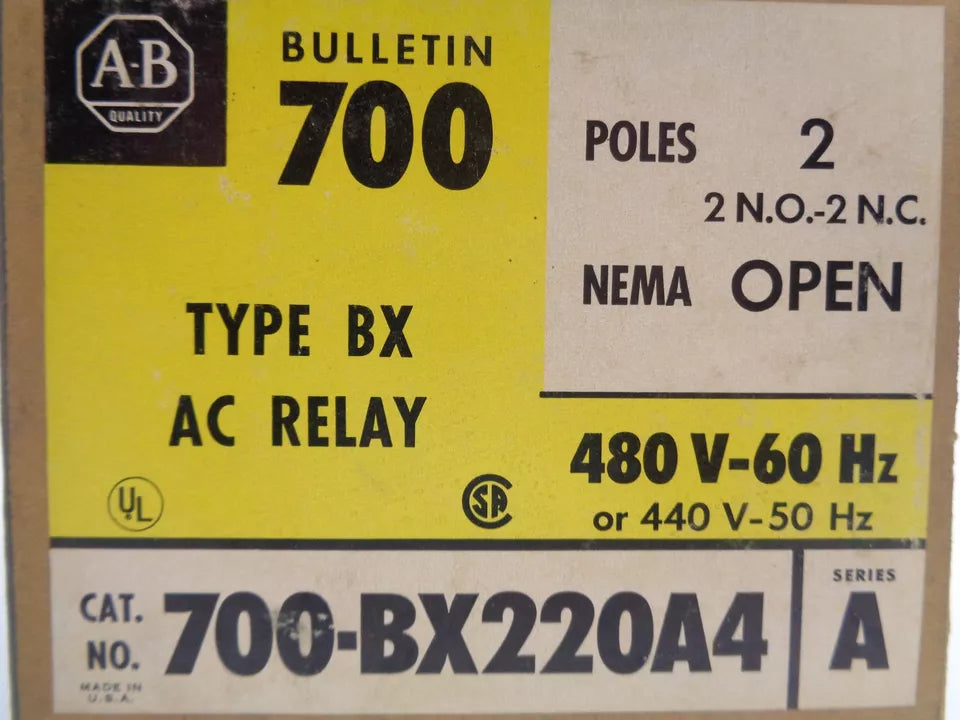 A-B
QUALITY
BULLETIN
700
TYPE BX
AC RELAY
UL
SA
POLES 2
2 N.O.-2 N.C.
NEMA OPEN
480 V-60 Hz
or 440 V-50 Hz
CAT.
NO. 700-BX220A4
MADE IN
U.S.A.
SERIES
A